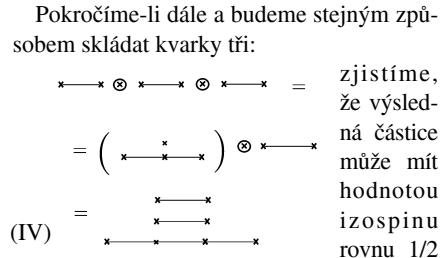 Pokročíme-li dále a budeme stejným způ-
sobem skládat kvarky tři:
⊗ ⊗ =
= ( ) ⊗
=
(IV)
zjistíme,
že výsled-
ná částice
může mít
hodnotou
izospinu
rovnu 1/2